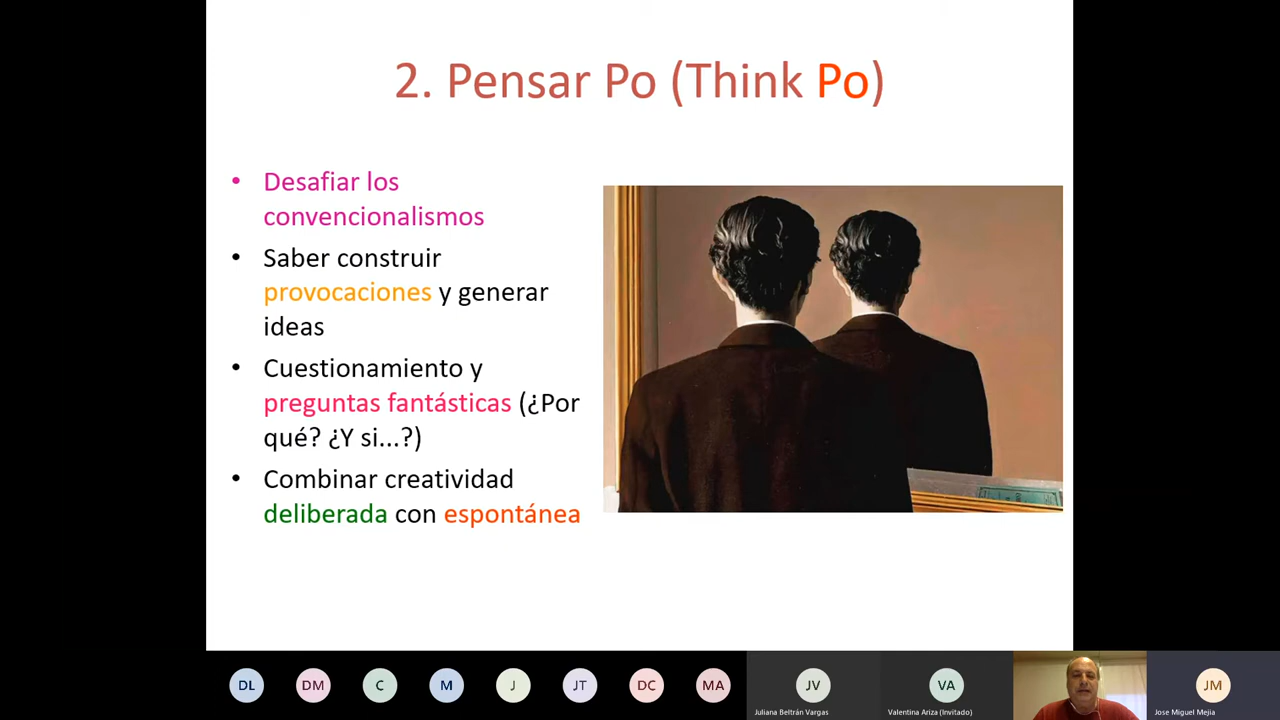 2. Pensar Po (Think Po)
• Desafiar los
convencionalismos
• Saber construir
provocaciones y generar
ideas
• Cuestionamiento y
preguntas fantásticas (¿Por
qué? ¿Y si...?)
• Combinar creatividad
deliberada con espontánea
DL
DM
C
M
J
JT
DC
MA
JV
VA
JM
Juliana Beltrán Vargas
Valentina Ariza (Invitado)
Jose Miguel Mejia